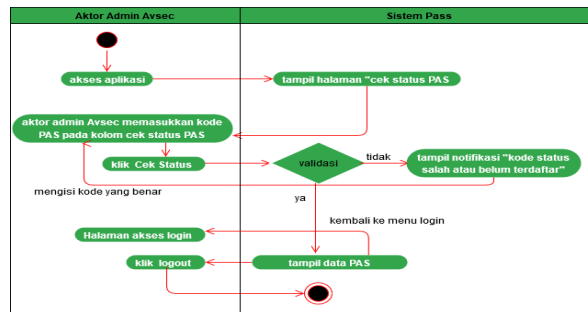 Aktor Admin Avsec
Sistem Pass
akses aplikasi
tampil halaman "cek status PAS
aktor admin Avsec memasukkan kode
PAS pada kolom cek status PAS
klik Cek Status
validasi
tidak
tampil notifikasi "kode status
salah atau belum terdaftar"
mengisi kode yang benar
ya
kembali ke menu login
Halaman akses login
klik logout
tampil data PAS